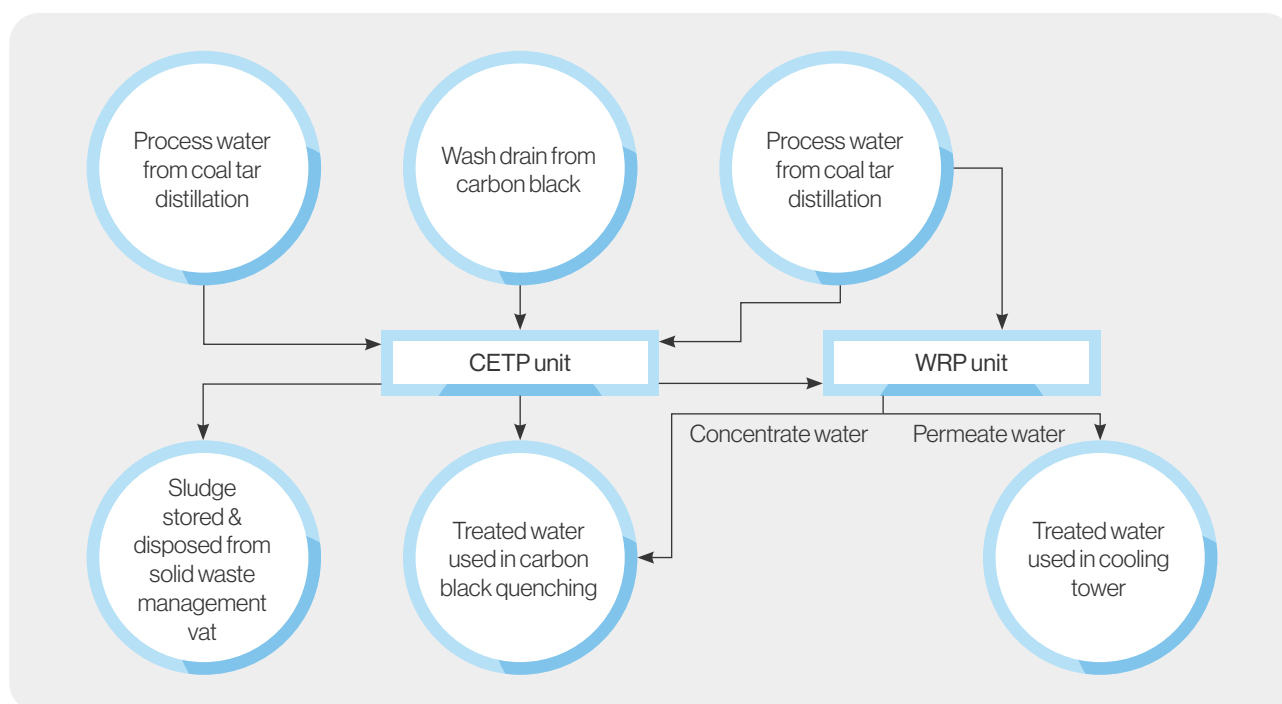 Process water
from coal tar
distillation
Wash drain from
carbon black
Process water
from coal tar
distillation
CETP unit
WRP unit
Concentrate water
Permeate water
Sludge
stored &
disposed from
solid waste
management
vat
Treated water
used in carbon
black quenching
Treated water
used in cooling
tower